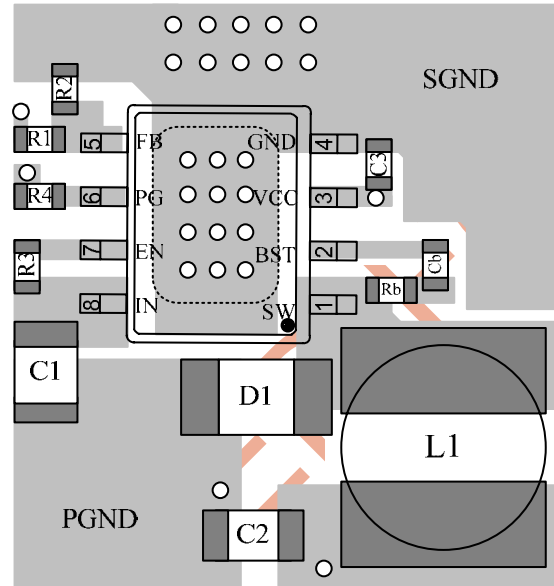 SGND
R2
R1
5
FB
GND
4
C3
R4
6
PG
VCC
3
R3
7
EN
BST
2
Cb
Rb
8
IN
SW
1
C1
D1
L1
PGND
C2